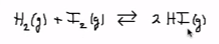 H₂(g) + I₂(g) ⇄ 2 HI(g)